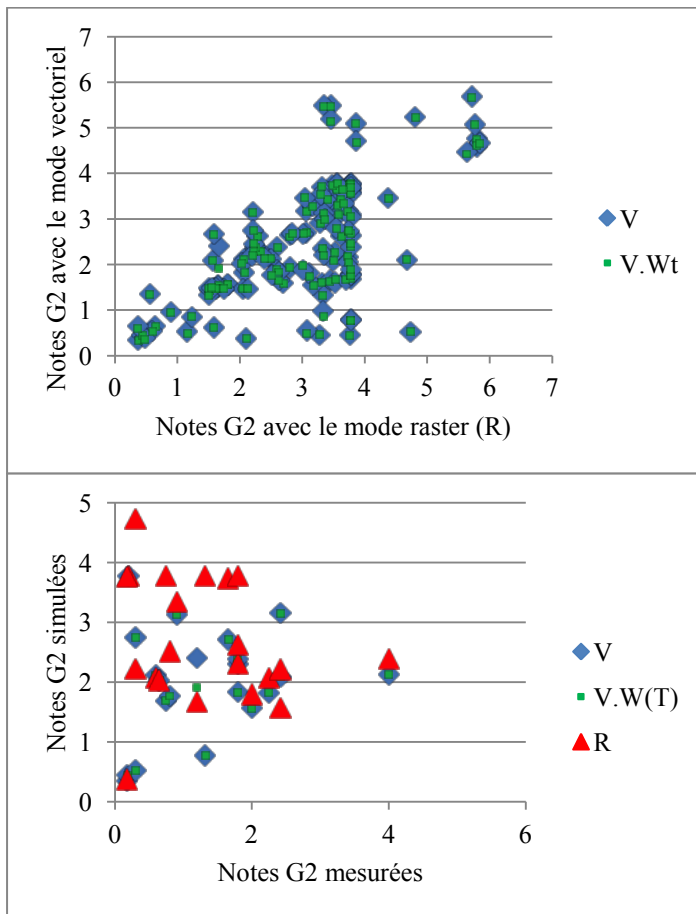 7
6
5
4
3
2
1
0
Notes G2 avec le mode vectoriel
0 1 2 3 4 5 6 7
Notes G2 avec le mode raster (R)
V
V.Wt
5
4
3
2
1
0
Notes G2 simulées
0 2 4 6
Notes G2 mesurées
V
V.W(T)
R